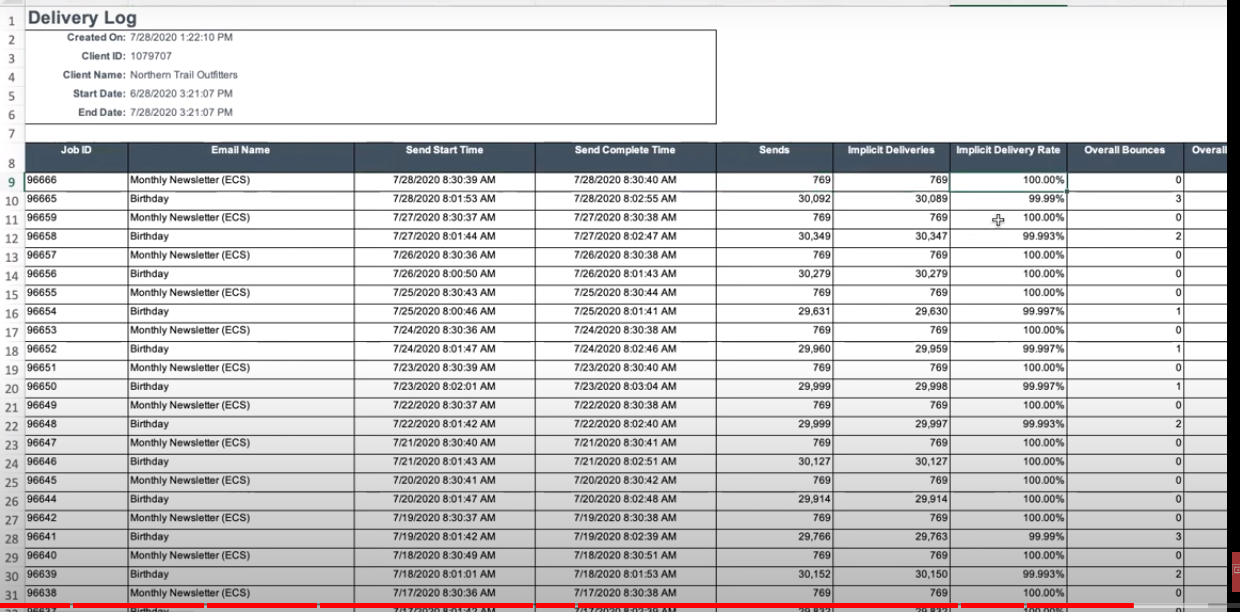 1 Delivery Log
2 Created On: 7/28/2020 1:22:10 PM
3 Client ID: 1079707
4 Client Name: Northern Trail Outfitters
5 Start Date: 6/28/2020 3:21:07 PM
6 End Date: 7/28/2020 3:21:07 PM
7
8 Job ID Email Name Send Start Time Send Complete Time Sends Implicit Deliveries Implicit Delivery Rate Overall Bounces Overall
9 96666 Monthly Newsletter (ECS) 7/28/2020 8:30:39 AM 7/28/2020 8:30:40 AM 769 769 100.00% 0
10 96665 Birthday 7/28/2020 8:01:53 AM 7/28/2020 8:02:55 AM 30,092 30,089 99.99% 3
11 96659 Monthly Newsletter (ECS) 7/27/2020 8:30:37 AM 7/27/2020 8:30:38 AM 769 769 100.00% 0
12 96658 Birthday 7/27/2020 8:01:44 AM 7/27/2020 8:02:47 AM 30,349 30,347 99.993% 2
13 96657 Monthly Newsletter (ECS) 7/26/2020 8:30:36 AM 7/26/2020 8:30:38 AM 769 769 100.00% 0
14 96656 Birthday 7/26/2020 8:00:50 AM 7/26/2020 8:01:43 AM 30,279 30,279 100.00% 0
15 96655 Monthly Newsletter (ECS) 7/25/2020 8:30:43 AM 7/25/2020 8:30:44 AM 769 769 100.00% 0
16 96654 Birthday 7/25/2020 8:00:46 AM 7/25/2020 8:01:41 AM 29,631 29,630 99.997% 1
17 96653 Monthly Newsletter (ECS) 7/24/2020 8:30:36 AM 7/24/2020 8:30:38 AM 769 769 100.00% 0
18 96652 Birthday 7/24/2020 8:01:47 AM 7/24/2020 8:02:46 AM 29,960 29,959 99.997% 1
19 96651 Monthly Newsletter (ECS) 7/23/2020 8:30:39 AM 7/23/2020 8:30:40 AM 769 769 100.00% 0
20 96650 Birthday 7/23/2020 8:02:01 AM 7/23/2020 8:03:04 AM 29,999 29,998 99.997% 1
21 96649 Monthly Newsletter (ECS) 7/22/2020 8:30:37 AM 7/22/2020 8:30:38 AM 769 769 100.00% 0
22 96648 Birthday 7/22/2020 8:01:42 AM 7/22/2020 8:02:40 AM 29,999 29,997 99.993% 2
23 96647 Monthly Newsletter (ECS) 7/21/2020 8:30:40 AM 7/21/2020 8:30:41 AM 769 769 100.00% 0
24 96646 Birthday 7/21/2020 8:01:43 AM 7/21/2020 8:02:51 AM 30,127 30,127 100.00% 0
25 96645 Monthly Newsletter (ECS) 7/20/2020 8:30:41 AM 7/20/2020 8:30:42 AM 769 769 100.00% 0
26 96644 Birthday 7/20/2020 8:01:47 AM 7/20/2020 8:02:48 AM 29,914 29,914 100.00% 0
27 96642 Monthly Newsletter (ECS) 7/19/2020 8:30:37 AM 7/19/2020 8:30:38 AM 769 769 100.00% 0
28 96641 Birthday 7/19/2020 8:01:42 AM 7/19/2020 8:02:39 AM 29,766 29,763 99.99% 3
29 96640 Monthly Newsletter (ECS) 7/18/2020 8:30:49 AM 7/18/2020 8:30:51 AM 769 769 100.00% 0
30 96639 Birthday 7/18/2020 8:01:01 AM 7/18/2020 8:01:53 AM 30,152 30,150 99.993% 2
31 96638 Monthly Newsletter (ECS) 7/17/2020 8:30:36 AM 7/17/2020 8:30:38 AM 769 769 100.00% 0